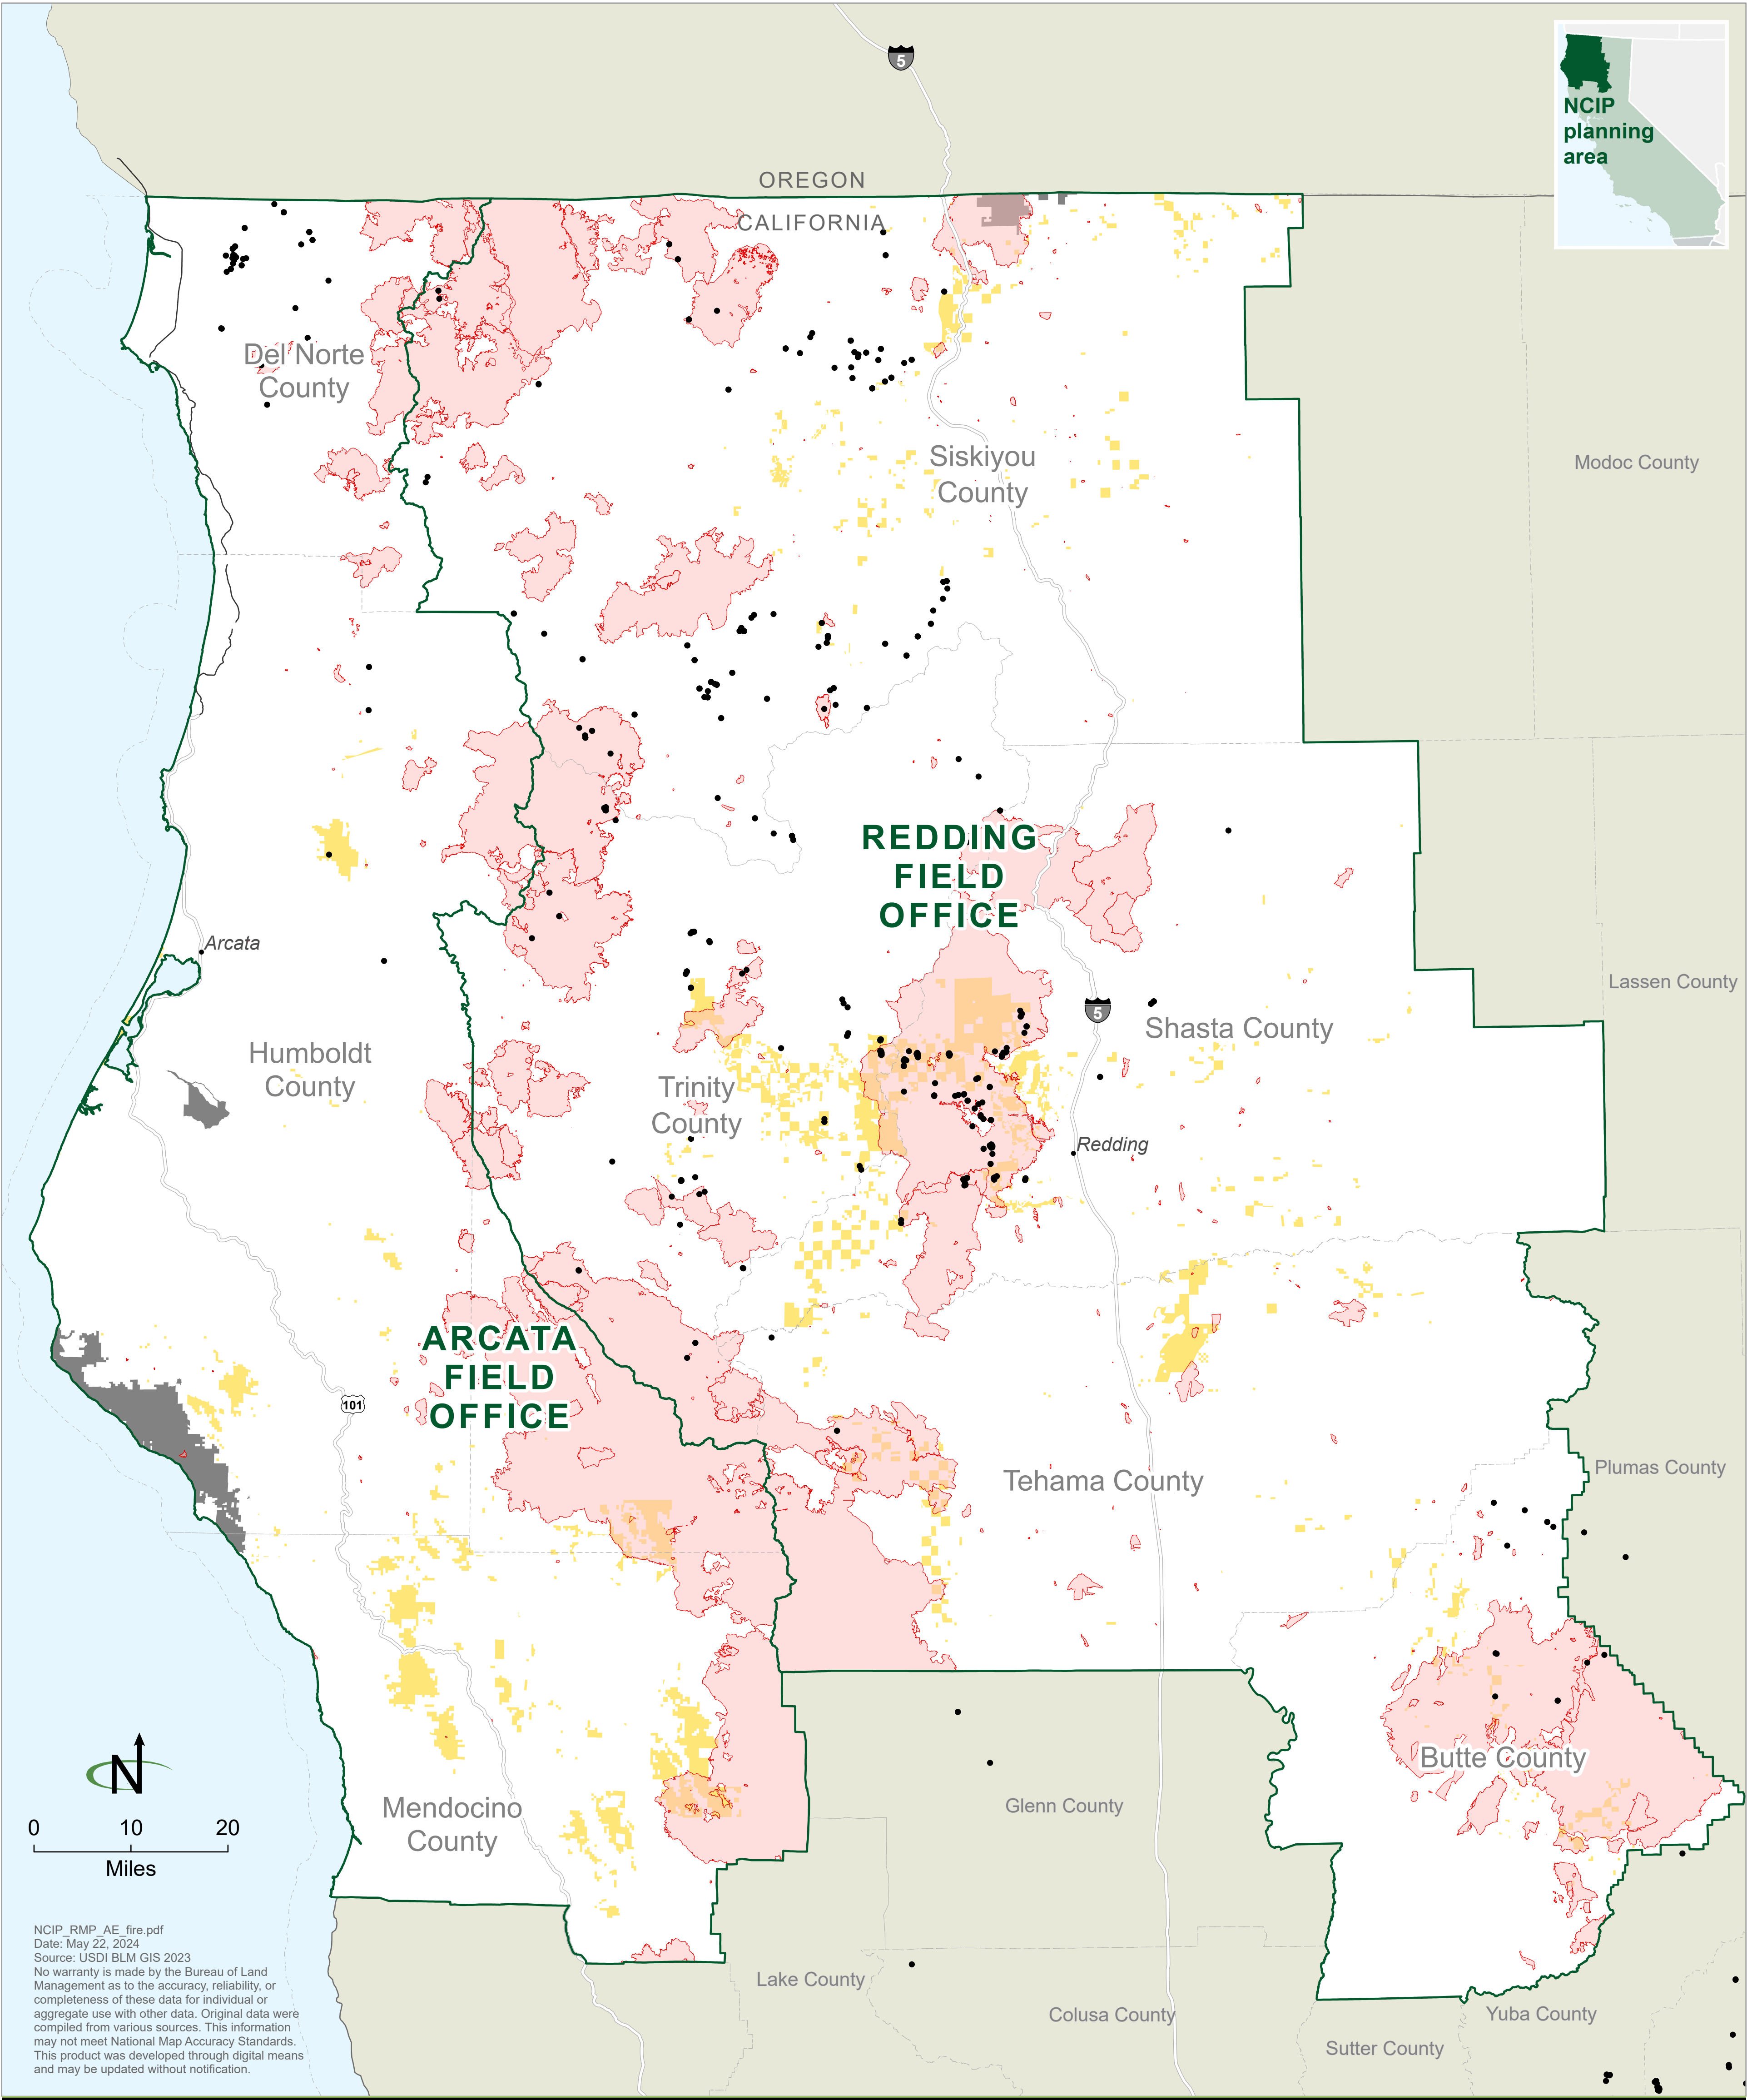 5
NCIP
planning
area
OREGON
CALIFORNIA
Del Norte
County
Siskiyou
County
Modoc County
REDDING
FIELD
OFFICE
Arcata
Lassen County
5
Shasta County
Humboldt
County
Trinity
County
Redding
ARCATA
FIELD
OFFICE
101
Plumas County
Tehama County
Butte County
N
Mendocino
County
Glenn County
0 10 20
Miles
NCIP_RMP_AE_fire.pdf
Date: May 22, 2024
Source: USDI BLM GIS 2023
No warranty is made by the Bureau of Land
Management as to the accuracy, reliability, or
completeness of these data for individual or
aggregate use with other data. Original data were
compiled from various sources. This information
may not meet National Map Accuracy Standards.
This product was developed through digital means
and may be updated without notification.
Lake County
Colusa County
Yuba County
Sutter County